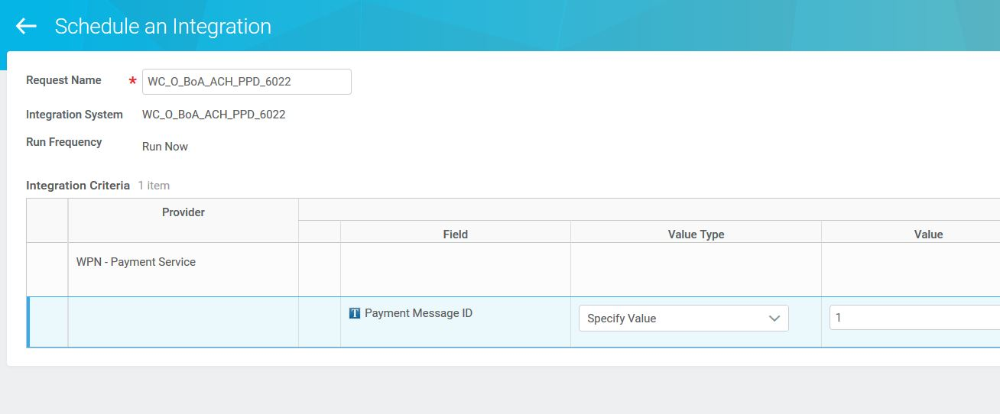 Schedule an Integration
Request Name * WC_O_BoA_ACH_PPD_6022
Integration System WC_O_BoA_ACH_PPD_6022
Run Frequency Run Now
Integration Criteria 1 item
Provider
Field Value Type Value
WPN - Payment Service
T Payment Message ID Specify Value 1